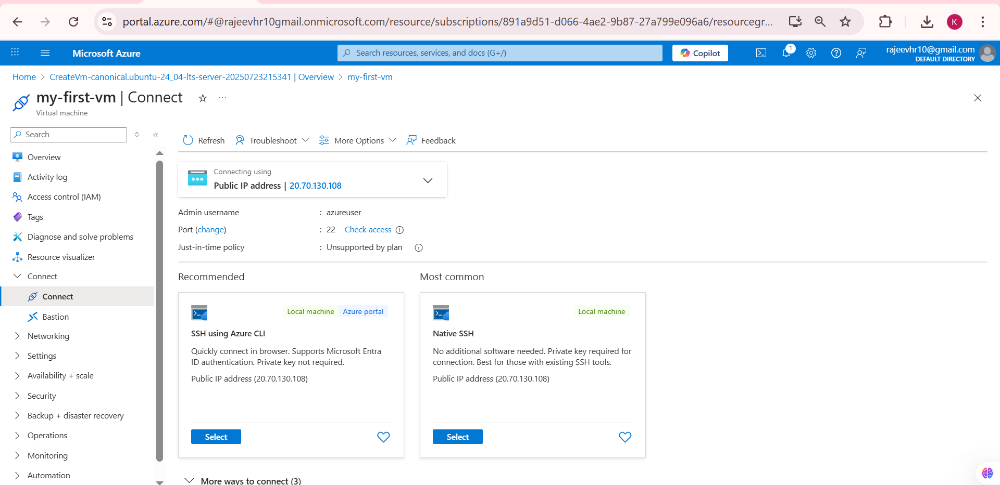 portal.azure.com/#@rajeevhr10gmail.onmicrosoft.com/resource/subscriptions/891a9d51-d066-4ae2-9b87-27a799e096a6/resourcegr...
K
Microsoft Azure
Search resources, services, and docs (G+/)
Copilot
1
rajeevhr10@gmail.com
DEFAULT DIRECTORY
Home > CreateVm-canonical.ubuntu-24_04-lts-server-20250723215341 | Overview > my-first-vm
my-first-vm | Connect
Virtual machine
Search
Overview
Activity log
Access control (IAM)
Tags
Diagnose and solve problems
Resource visualizer
Connect
Connect
Bastion
Networking
Settings
Availability + scale
Security
Backup + disaster recovery
Operations
Monitoring
Automation
Refresh
Troubleshoot
More Options
Feedback
Connecting using
Public IP address | 20.70.130.108
Admin username : azureuser
Port (change) : 22 Check access
Just-in-time policy : Unsupported by plan
Recommended
Local machine
Azure portal
SSH using Azure CLI
Quickly connect in browser. Supports Microsoft Entra
ID authentication. Private key not required.
Public IP address (20.70.130.108)
Select
Most common
Local machine
Native SSH
No additional software needed. Private key required for
connection. Best for those with existing SSH tools.
Public IP address (20.70.130.108)
Select
More ways to connect (3)